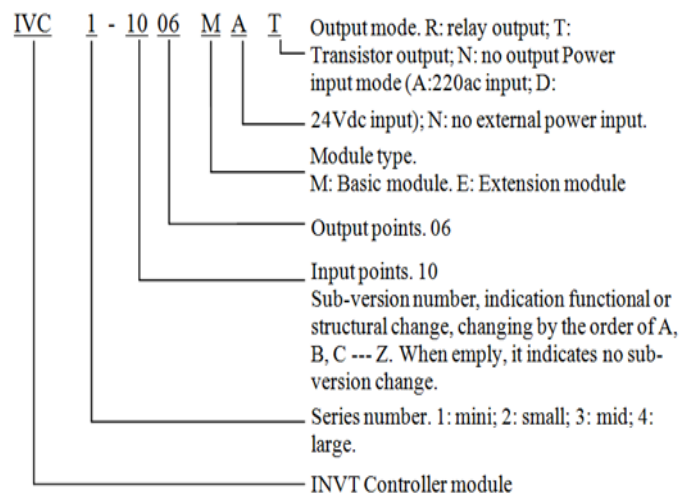 IVC 1 - 10 06 M A T
Output mode. R: relay output; T:
Transistor output; N: no output Power
input mode (A:220ac input; D:
24Vdc input); N: no external power input.
Module type.
M: Basic module. E: Extension module
Output points. 06
Input points. 10
Sub-version number, indication functional or
structural change, changing by the order of A,
B, C --- Z. When emply, it indicates no sub-
version change.
Series number. 1: mini; 2: small; 3: mid; 4:
large.
INVT Controller module